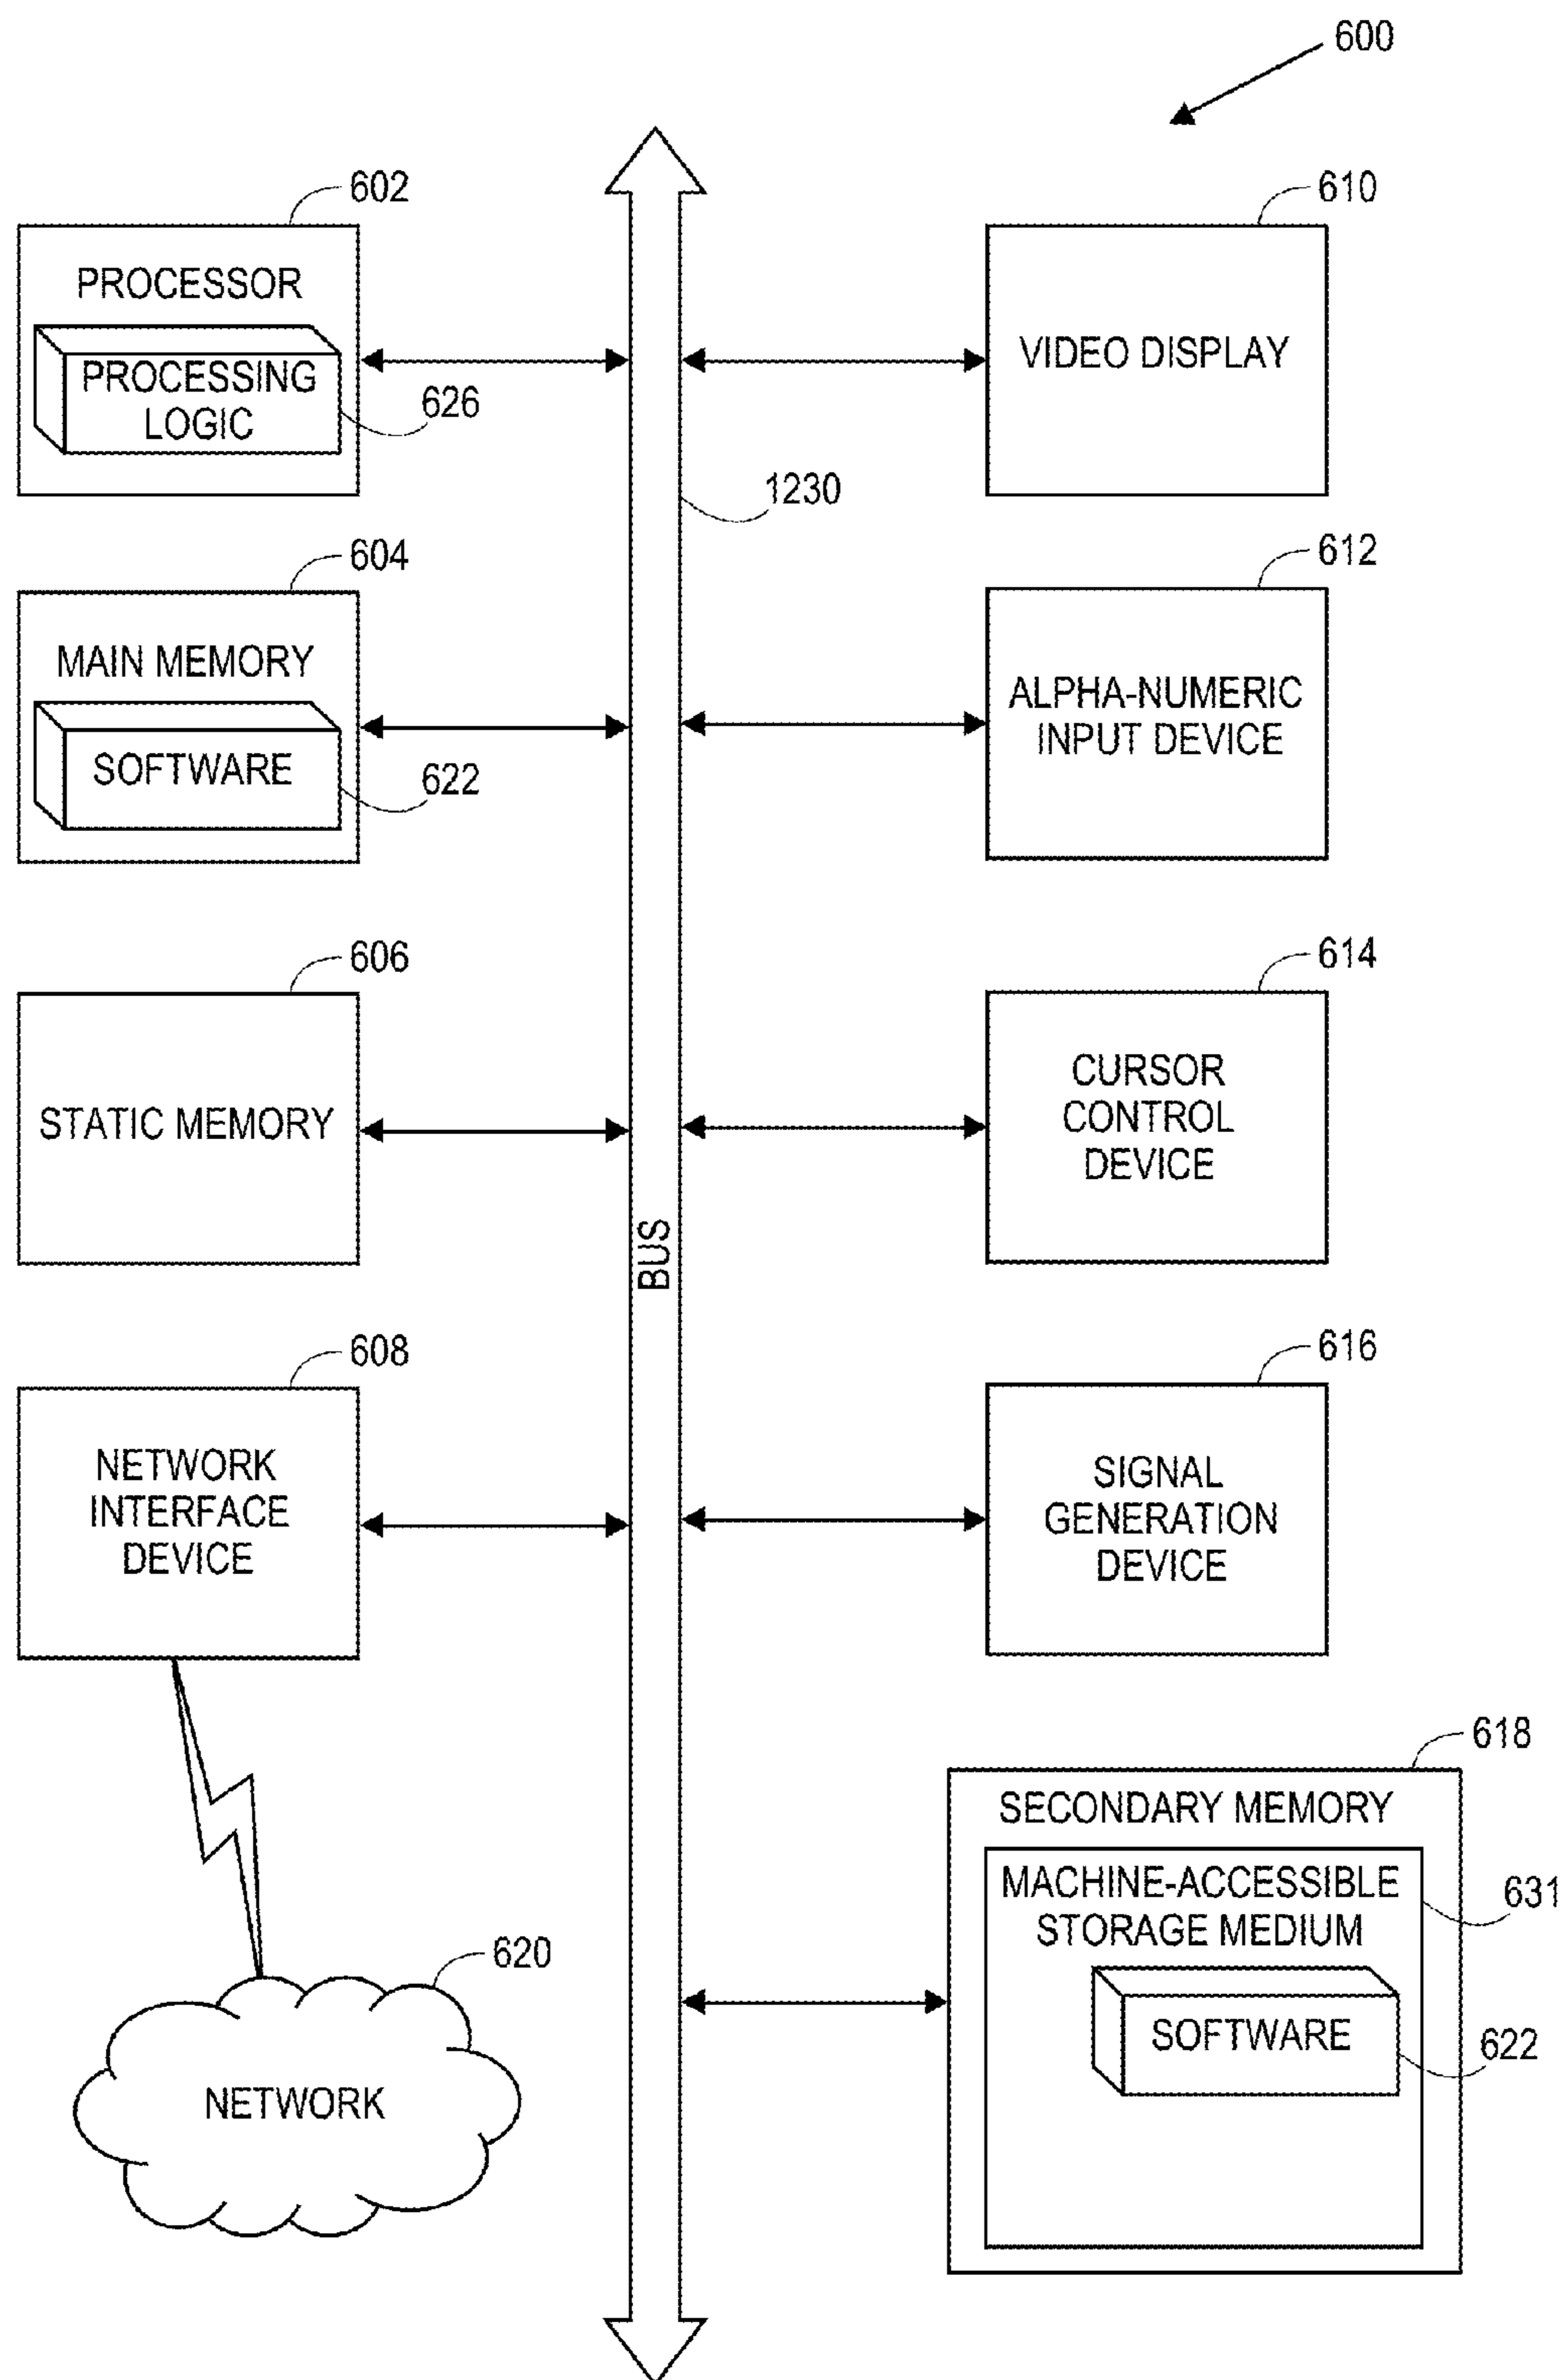 600
602
PROCESSOR
PROCESSING
LOGIC
626
610
VIDEO DISPLAY
1230
604
MAIN MEMORY
SOFTWARE
622
612
ALPHA-NUMERIC
INPUT DEVICE
606
STATIC MEMORY
614
CURSOR
CONTROL
DEVICE
BUS
608
NETWORK
INTERFACE
DEVICE
616
SIGNAL
GENERATION
DEVICE
620
NETWORK
618
SECONDARY MEMORY
MACHINE-ACCESSIBLE
STORAGE MEDIUM
631
SOFTWARE
622